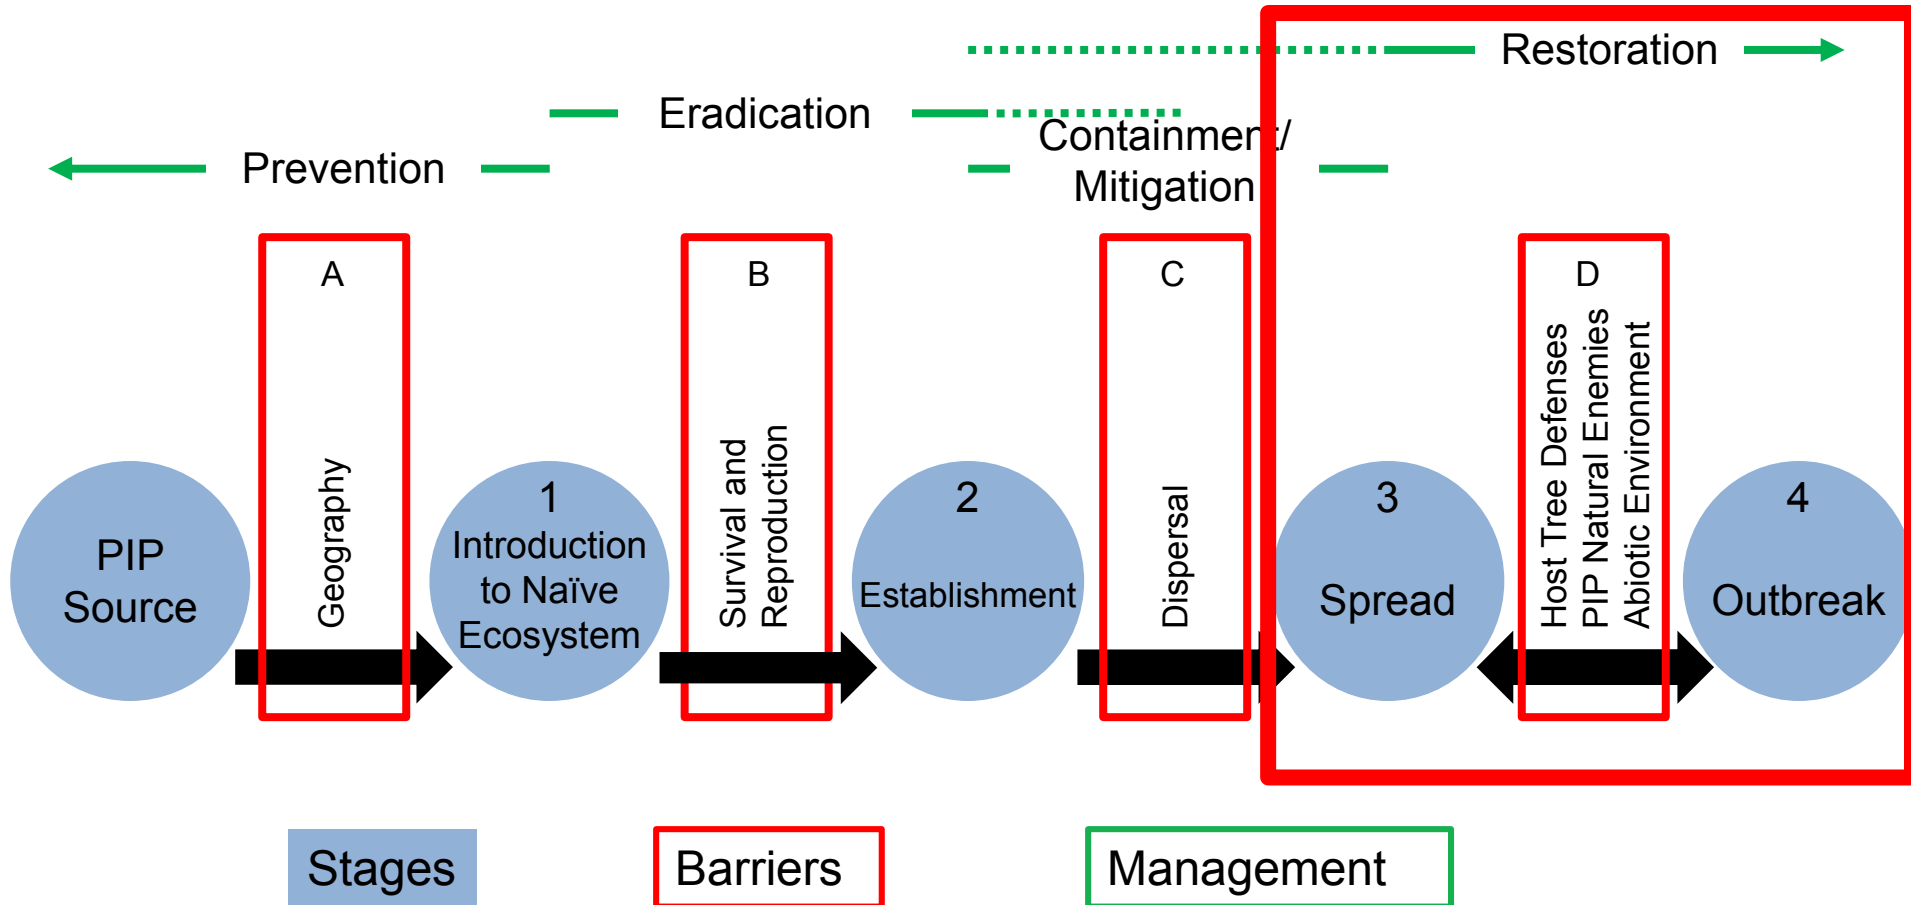 Restoration
Eradication
Containment/
Mitigation
Prevention
A
Geography
B
Survival and
Reproduction
C
Dispersal
D
Host Tree Defenses
PIP Natural Enemies
Abiotic Environment
PIP
Source
1
Introduction
to Naïve
Ecosystem
2
Establishment
3
Spread
4
Outbreak
Stages
Barriers
Management